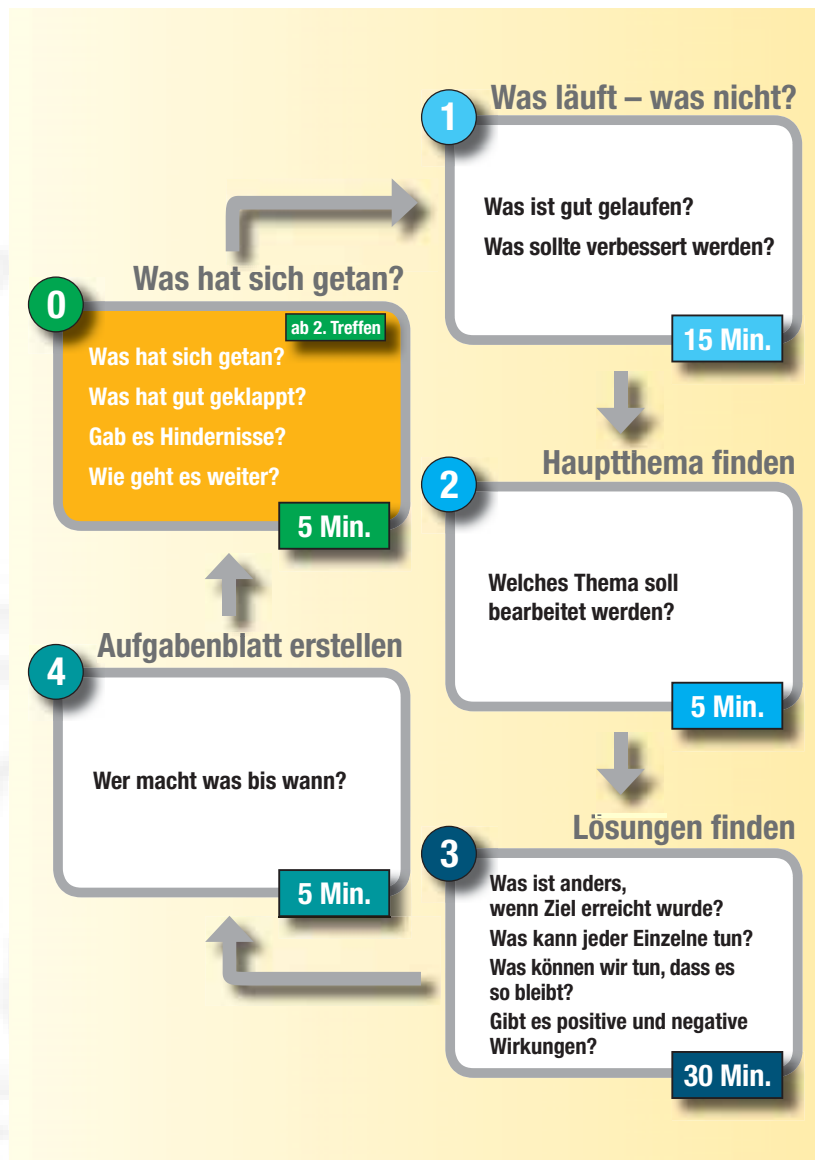 0
Was hat sich getan?
ab 2. Treffen
Was hat sich getan?
Was hat gut geklappt?
Gab es Hindernisse?
Wie geht es weiter?
5 Min.
1
Was läuft – was nicht?
Was ist gut gelaufen?
Was sollte verbessert werden?
15 Min.
2
Hauptthema finden
Welches Thema soll
bearbeitet werden?
5 Min.
3
Lösungen finden
Was ist anders,
wenn Ziel erreicht wurde?
Was kann jeder Einzelne tun?
Was können wir tun, dass es
so bleibt?
Gibt es positive und negative
Wirkungen?
30 Min.
4
Aufgabenblatt erstellen
Wer macht was bis wann?
5 Min.